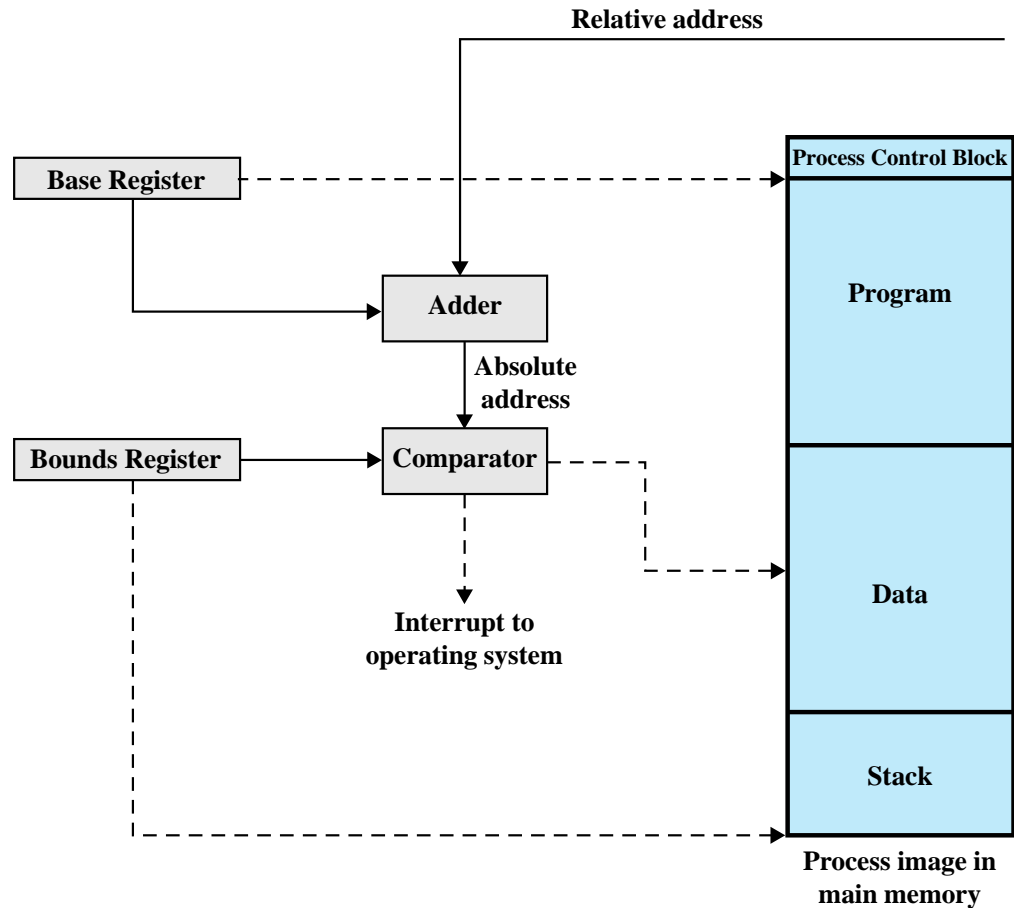 Relative address
Process Control Block
Base Register
Program
Adder
Absolute
address
Bounds Register
Comparator
Data
Interrupt to
operating system
Stack
Process image in
main memory